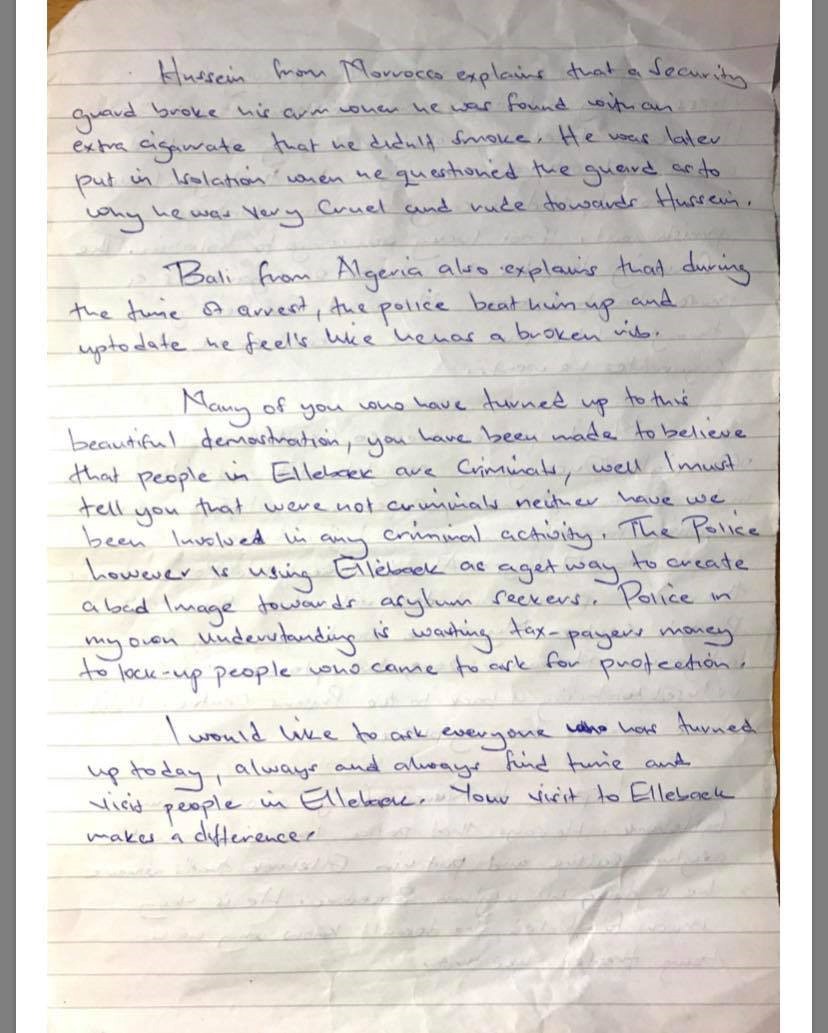 Hussein from Morrocco explains that a Security
guard broke his arm when he was found with an
extra cigarrate that he didn't smoke. He was later
put in Isolation when he questioned the guard as to
why he was very Cruel and rude towards Hussein.
Bali from Algeria also explains that during
the time of arrest, the police beat him up and
upto date he feel's like he has a broken rib.
Many of you who have turned up to this
beautiful demostration, you have been made to believe
that people in Ellebaek are Criminals, well I must
tell you that were not criminals neither have we
been Involved in any criminal activity. The Police
however is using Ellebaek as a get way to create
a bad Image towards asylum seekers. Police in
my own understanding is wasting tax-payers money
to lock-up people who came to ask for protection.
I would like to ask everyone who has turned
up today, always and always find time and
visit people in Ellebaek. Your visit to Ellebaek
makes a difference.